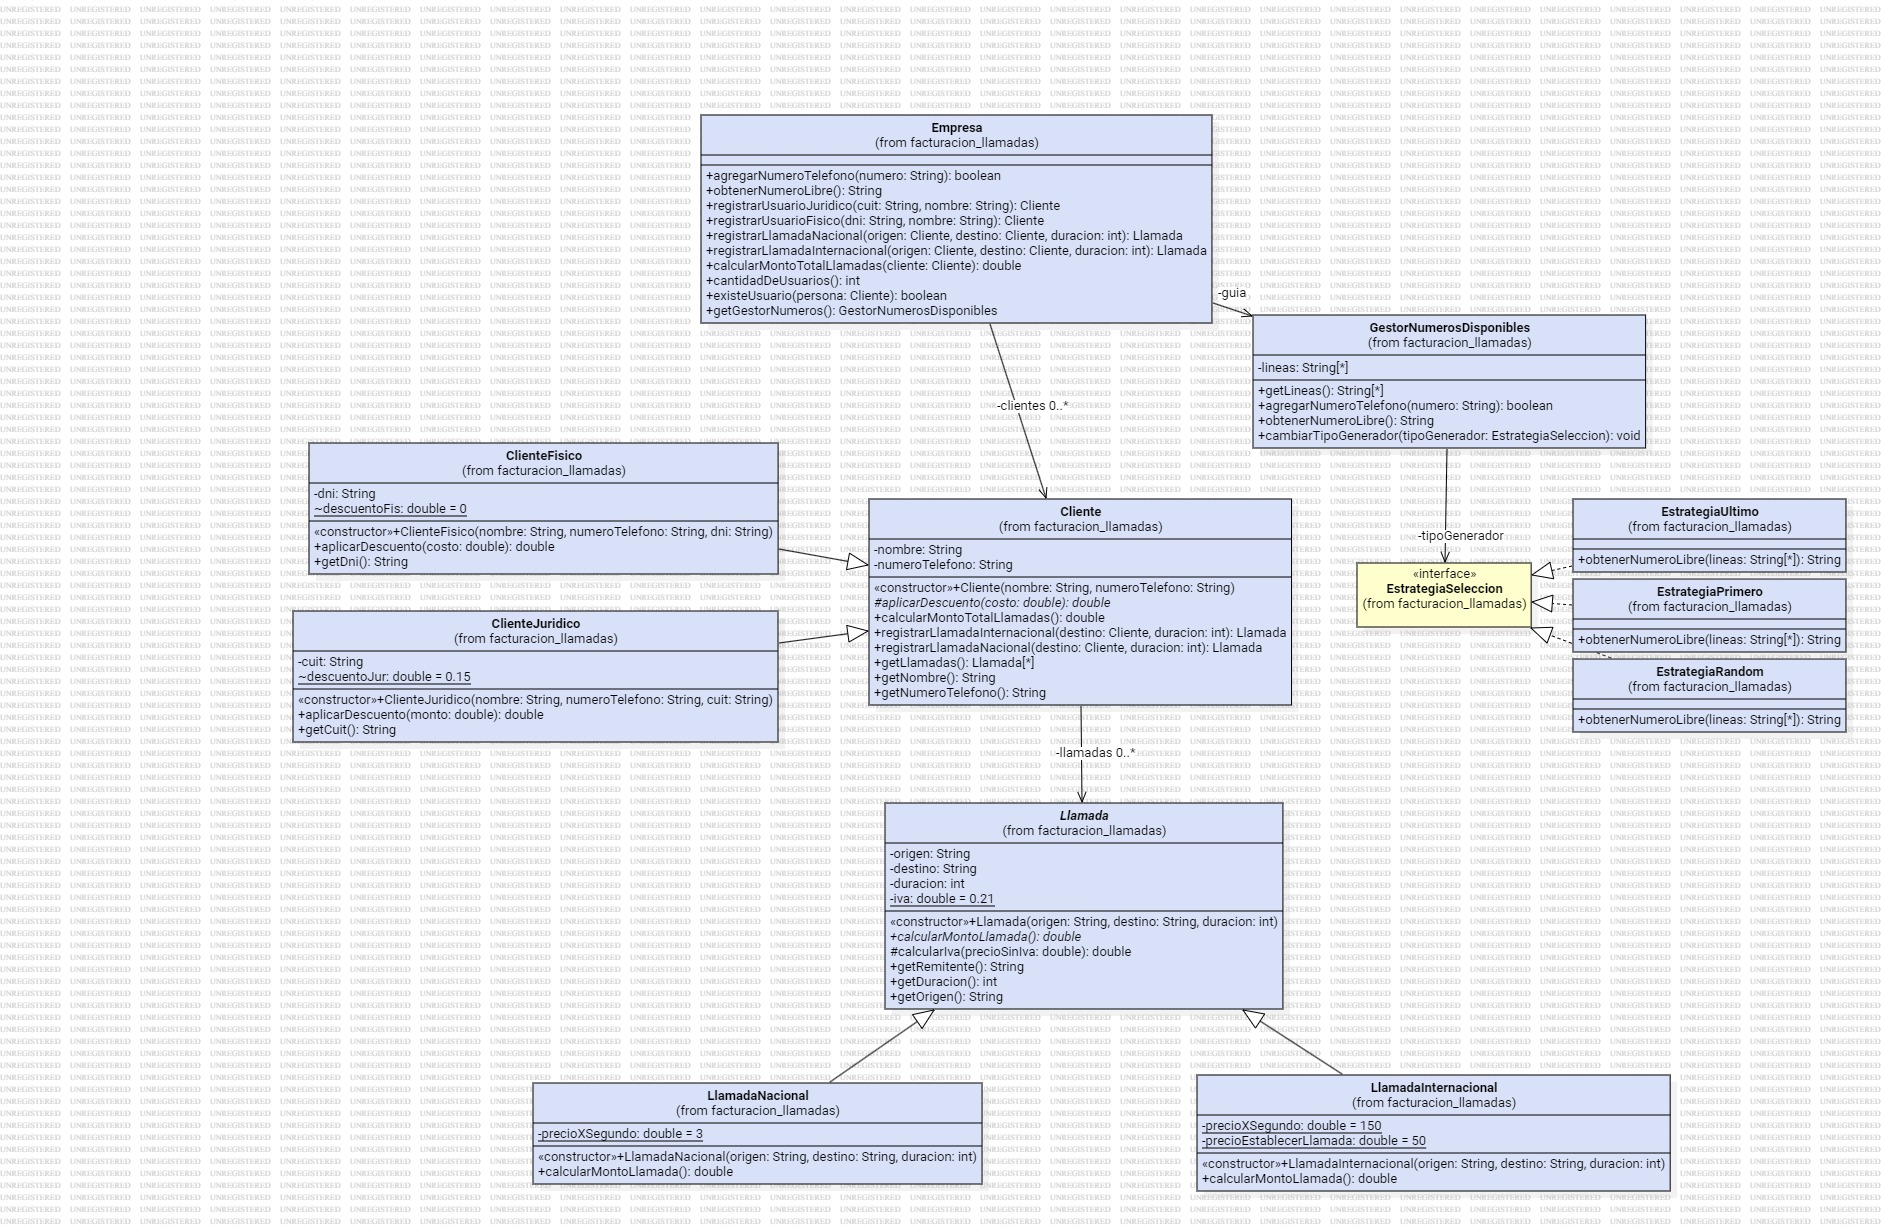 Empresa
(from facturacion_llamadas)
+agregarNumeroTelefono(numero: String): boolean
+obtenerNumeroLibre(): String
+registrarUsuarioJuridico(cuit: String, nombre: String): Cliente
+registrarUsuarioFisico(dni: String, nombre: String): Cliente
+registrarLlamadaNacional(origen: Cliente, destino: Cliente, duracion: int): Llamada
+registrarLlamadaInternacional(origen: Cliente, destino: Cliente, duracion: int): Llamada
+calcularMontoTotalLlamadas(cliente: Cliente): double
+cantidadDeUsuarios(): int
+existeUsuario(persona: Cliente): boolean
+getGestorNumeros(): GestorNumerosDisponibles
-guia
GestorNumerosDisponibles
(from facturacion_llamadas)
-lineas: String[*]
+getLineas(): String[*]
+agregarNumeroTelefono(numero: String): boolean
+obtenerNumeroLibre(): String
+cambiarTipoGenerador(tipoGenerador: EstrategiaSeleccion): void
-clientes 0..*
ClienteFisico
(from facturacion_llamadas)
-dni: String
~descuentoFis: double = 0
«constructor»+ClienteFisico(nombre: String, numeroTelefono: String, dni: String)
+aplicarDescuento(costo: double): double
+getDni(): String
Cliente
(from facturacion_llamadas)
-nombre: String
-numeroTelefono: String
«constructor»+Cliente(nombre: String, numeroTelefono: String)
#aplicarDescuento(costo: double): double
+calcularMontoTotalLlamadas(): double
+registrarLlamadaInternacional(destino: Cliente, duracion: int): Llamada
+registrarLlamadaNacional(destino: Cliente, duracion: int): Llamada
+getLlamadas(): Llamada[*]
+getNombre(): String
+getNumeroTelefono(): String
-tipoGenerador
«interface»
EstrategiaSeleccion
(from facturacion_llamadas)
EstrategiaUltimo
(from facturacion_llamadas)
+obtenerNumeroLibre(lineas: String[*]): String
EstrategiaPrimero
(from facturacion_llamadas)
+obtenerNumeroLibre(lineas: String[*]): String
EstrategiaRandom
(from facturacion_llamadas)
+obtenerNumeroLibre(lineas: String[*]): String
ClienteJuridico
(from facturacion_llamadas)
-cuit: String
~descuentoJur: double = 0.15
«constructor»+ClienteJuridico(nombre: String, numeroTelefono: String, cuit: String)
+aplicarDescuento(monto: double): double
+getCuit(): String
-llamadas 0..*
Llamada
(from facturacion_llamadas)
-origen: String
-destino: String
-duracion: int
-iva: double = 0.21
«constructor»+Llamada(origen: String, destino: String, duracion: int)
+calcularMontoLlamada(): double
#calcularIva(precioSinIva: double): double
+getRemitente(): String
+getDuracion(): int
+getOrigen(): String
LlamadaNacional
(from facturacion_llamadas)
-precioXSegundo: double = 3
«constructor»+LlamadaNacional(origen: String, destino: String, duracion: int)
+calcularMontoLlamada(): double
LlamadaInternacional
(from facturacion_llamadas)
-precioXSegundo: double = 150
-precioEstablecerLlamada: double = 50
«constructor»+LlamadaInternacional(origen: String, destino: String, duracion: int)
+calcularMontoLlamada(): double
UNREGISTERED